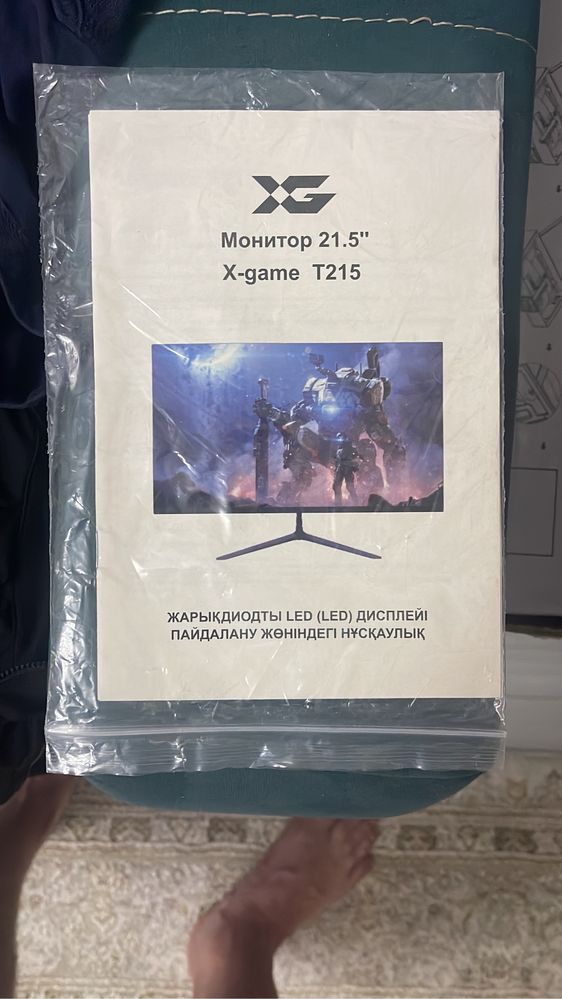 XG
Монитор 21.5"
X-game T215
ЖАРЫҚДИОДТЫ LED (LED) ДИСПЛЕЙІ
ПАЙДАЛАНУ ЖӨНІНДЕГІ НҰСҚАУЛЫҚ